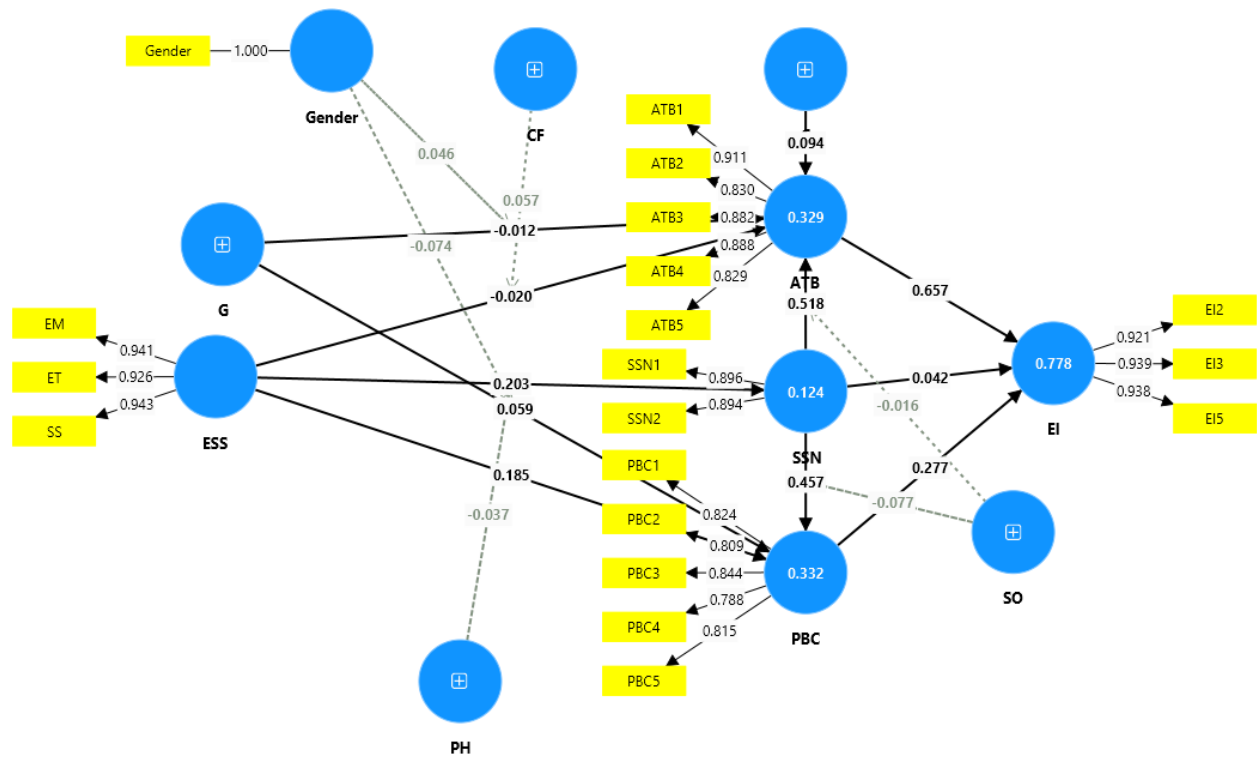 Gender
1.000
Gender
CF
0.046
0.057
-0.012
-0.074
-0.020
G
EM
ET
SS
0.941
0.926
0.943
ESS
0.203
0.059
0.185
-0.037
PH
ATB1
ATB2
ATB3
ATB4
ATB5
0.911
0.830
0.882
0.888
0.829
0.094
0.329
ATB
0.518
SSN1
SSN2
0.896
0.894
0.124
SSN
0.457
PBC1
PBC2
PBC3
PBC4
PBC5
0.824
0.809
0.844
0.788
0.815
0.332
PBC
0.657
0.042
0.277
-0.016
-0.077
SO
0.778
EI
0.921
0.939
0.938
EI2
EI3
EI5